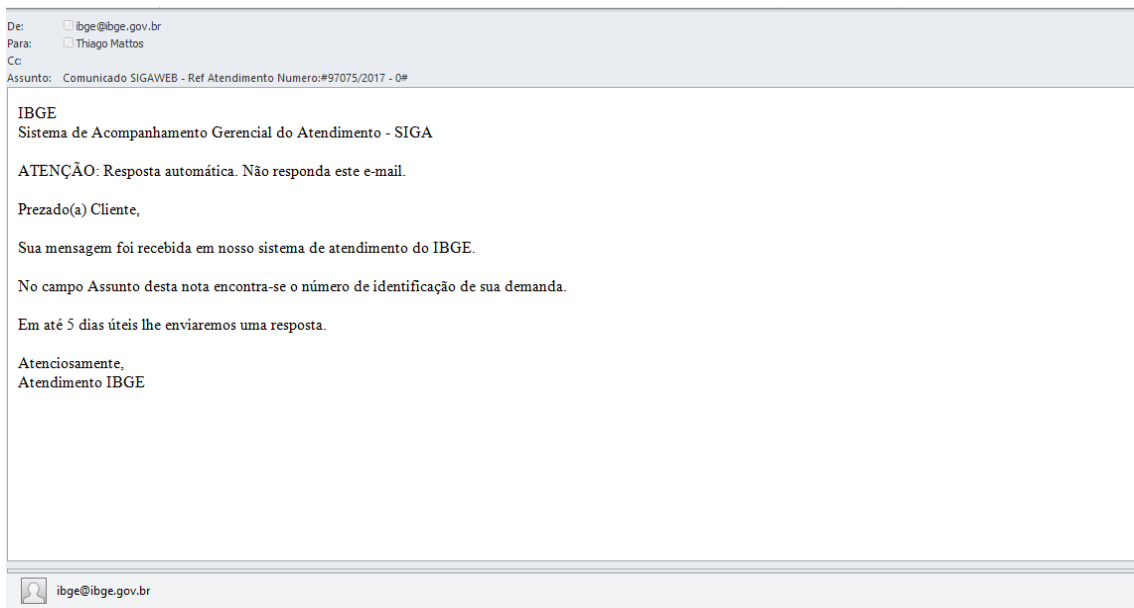 De: ibge@ibge.gov.br
Para: Thiago Mattos
Cc:
Assunto: Comunicado SIGAWEB - Ref Atendimento Numero:#97075/2017 - 0#
IBGE
Sistema de Acompanhamento Gerencial do Atendimento - SIGA
ATENÇÃO: Resposta automática. Não responda este e-mail.
Prezado(a) Cliente,
Sua mensagem foi recebida em nosso sistema de atendimento do IBGE.
No campo Assunto desta nota encontra-se o número de identificação de sua demanda.
Em até 5 dias úteis lhe enviaremos uma resposta.
Atenciosamente,
Atendimento IBGE
ibge@ibge.gov.br